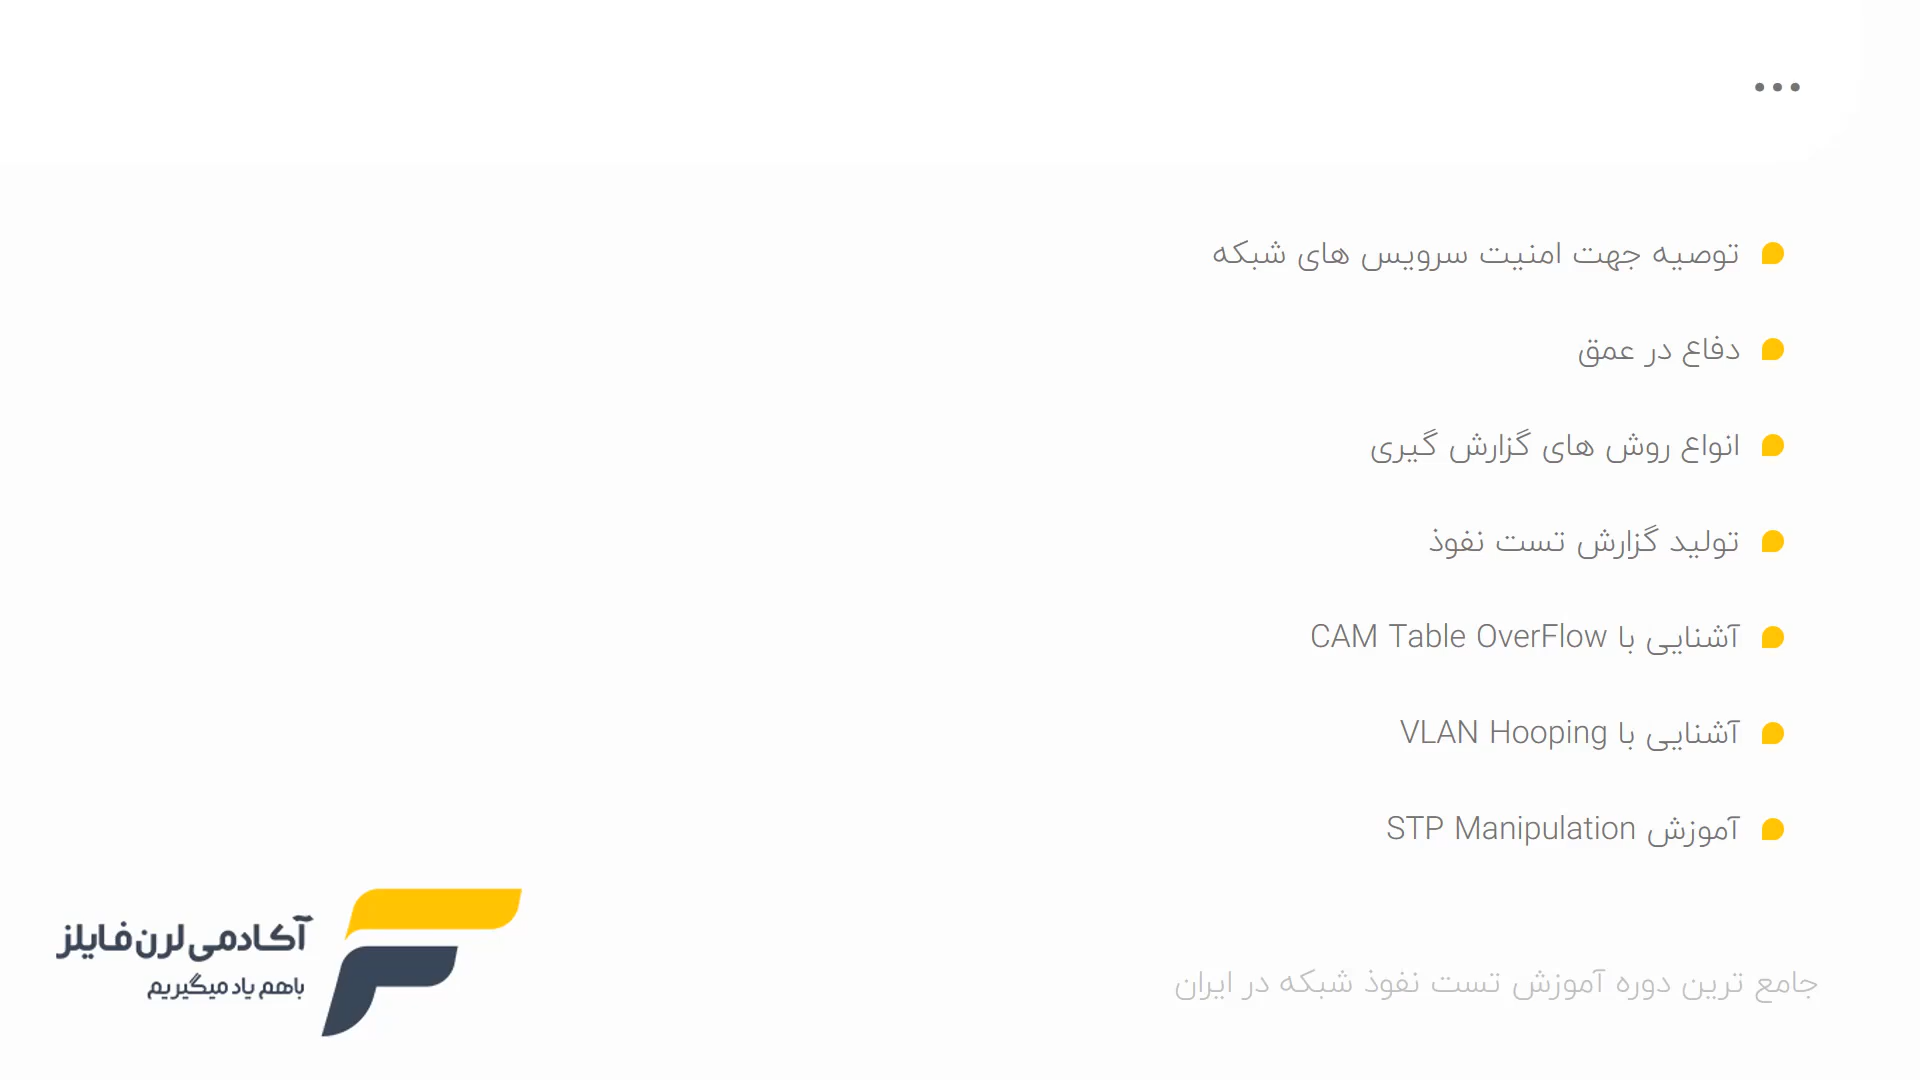 ...
توصیه جهت امنیت سرویس های شبکه
دفاع در عمق
انواع روش های گزارش گیری
تولید گزارش تست نفوذ
آشنایی با CAM Table OverFlow
آشنایی با VLAN Hooping
آموزش STP Manipulation
آکادمی لرن فایلز
باهم یاد میگیریم
جامع ترین دوره آموزش تست نفوذ شبکه در ایران